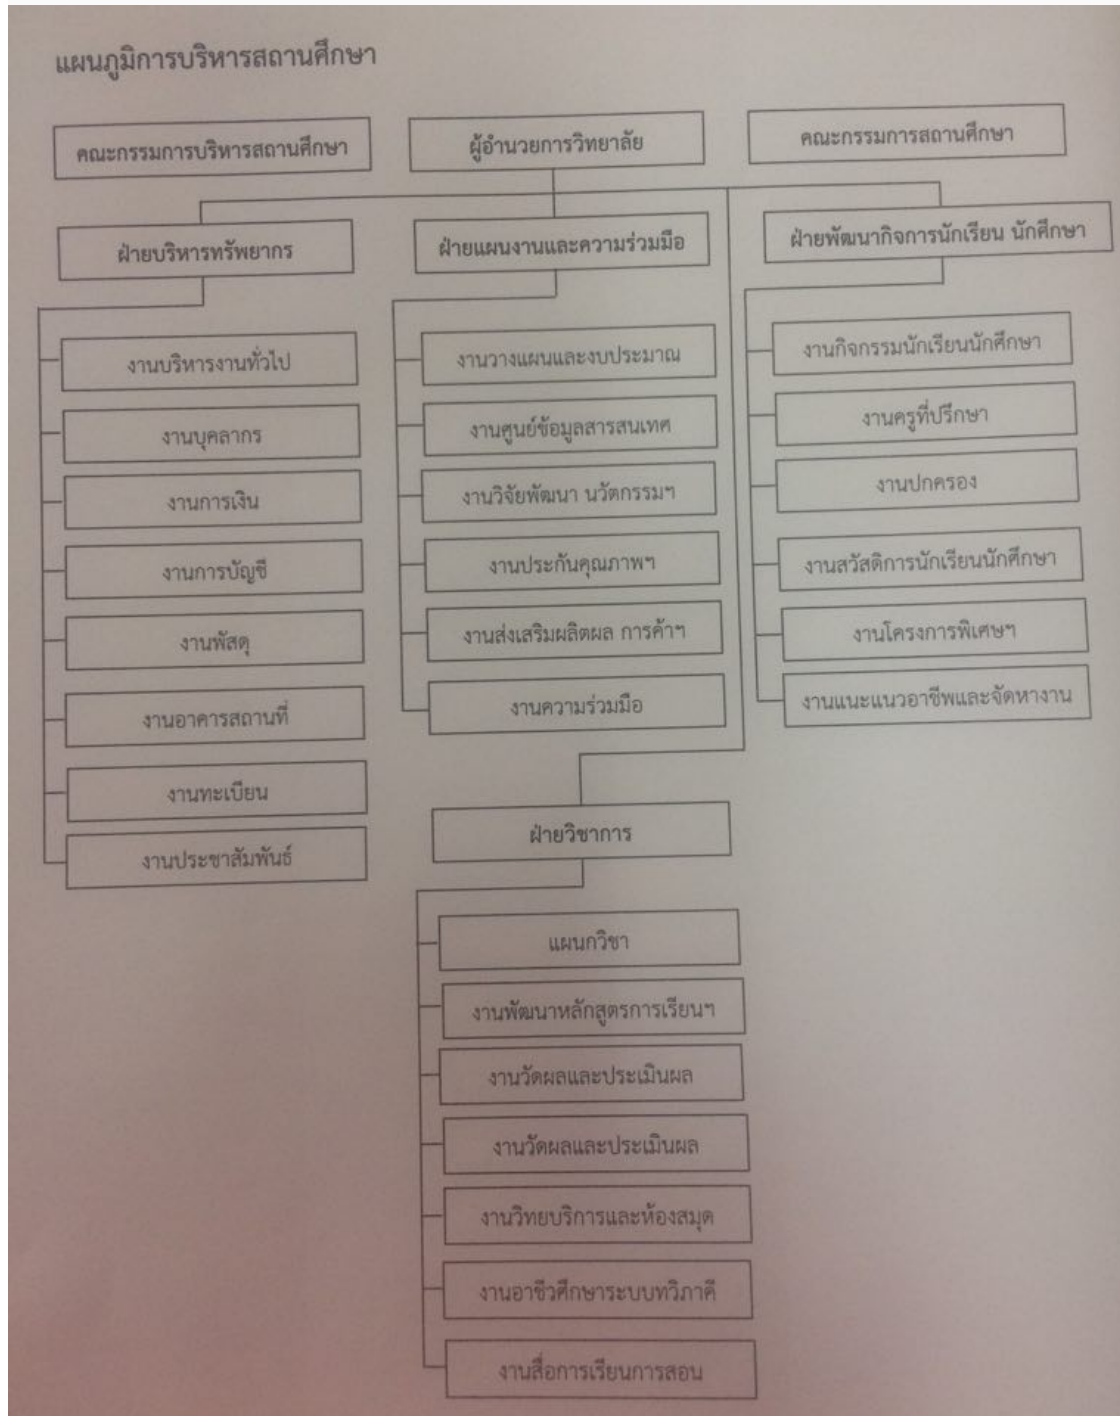 แผนภูมิการบริหารสถานศึกษา
คณะกรรมการบริหารสถานศึกษา
ผู้อำนวยการวิทยาลัย
คณะกรรมการสถานศึกษา
ฝ่ายบริหารทรัพยากร
ฝ่ายแผนงานและความร่วมมือ
ฝ่ายพัฒนากิจการนักเรียน นักศึกษา
งานบริหารงานทั่วไป
งานบุคลากร
งานการเงิน
งานการบัญชี
งานพัสดุ
งานอาคารสถานที่
งานทะเบียน
งานประชาสัมพันธ์
งานวางแผนและงบประมาณ
งานศูนย์ข้อมูลสารสนเทศ
งานวิจัยพัฒนา นวัตกรรมฯ
งานประกันคุณภาพฯ
งานส่งเสริมผลิตผล การค้าฯ
งานความร่วมมือ
งานกิจกรรมนักเรียนนักศึกษา
งานครูที่ปรึกษา
งานปกครอง
งานสวัสดิการนักเรียนนักศึกษา
งานโครงการพิเศษฯ
งานแนะแนวอาชีพและจัดหางาน
ฝ่ายวิชาการ
แผนกวิชา
งานพัฒนาหลักสูตรการเรียนฯ
งานวัดผลและประเมินผล
งานวัดผลและประเมินผล
งานวิทยบริการและห้องสมุด
งานอาชีวศึกษาระบบทวิภาคี
งานสื่อการเรียนการสอน